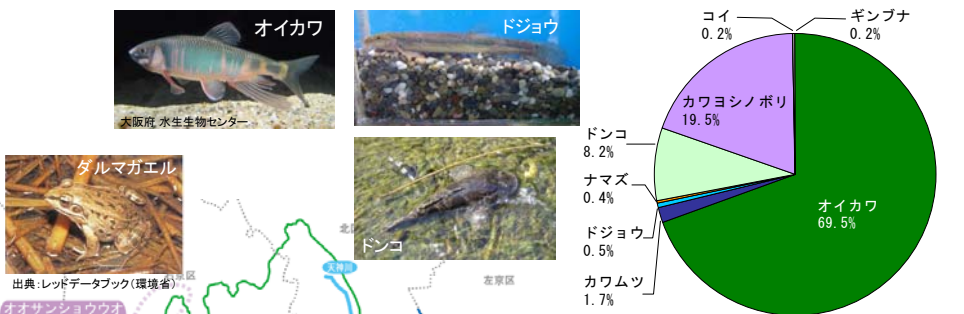 オイカワ
大阪府 水生生物センター
ドジョウ
ダルマガエル
出典:レッドデータブック(環境省)
ドンコ
オオサンショウウオ
右京区
北区
天神川
左京区
コイ
0.2%
ギンブナ
0.2%
カワヨシノボリ
19.5%
ドンコ
8.2%
ナマズ
0.4%
ドジョウ
0.5%
カワムツ
1.7%
オイカワ
69.5%